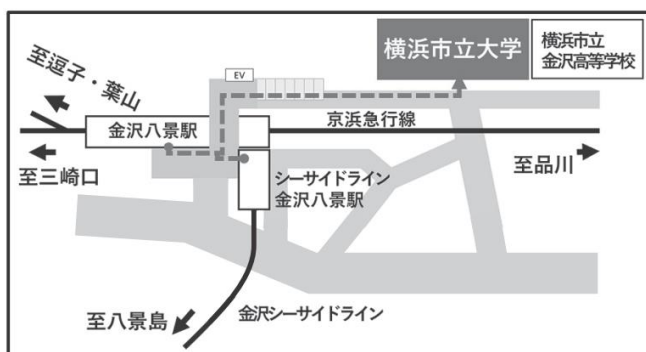 横浜市立大学
横浜市立
金沢高等学校
至逗子・葉山
EV
金沢八景駅
京浜急行線
至三崎口
至品川
シーサイドライン
金沢八景駅
至八景島
金沢シーサイドライン